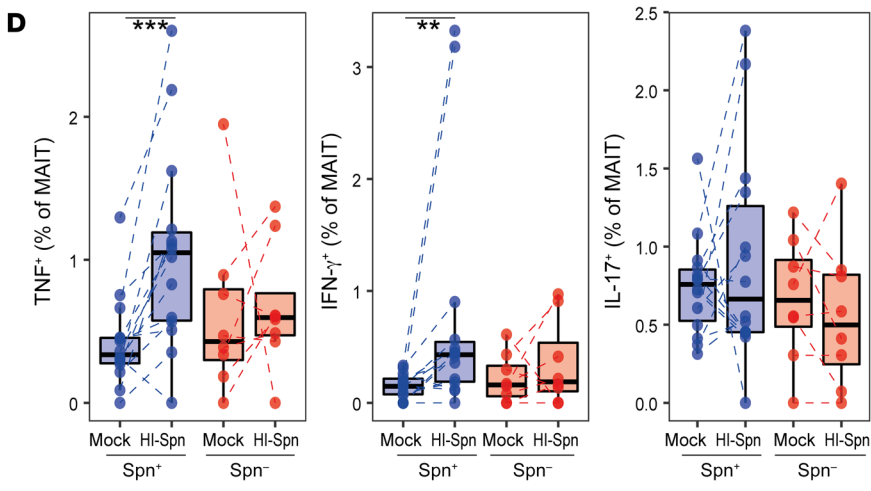 D
***
TNF⁺ (% of MAIT)
2
1
0
Mock HI-Spn Mock HI-Spn
Spn⁺ Spn⁻
**
IFN-γ⁺ (% of MAIT)
3
2
1
0
Mock HI-Spn Mock HI-Spn
Spn⁺ Spn⁻
IL-17⁺ (% of MAIT)
2.5
2.0
1.5
1.0
0.5
0.0
Mock HI-Spn Mock HI-Spn
Spn⁺ Spn⁻